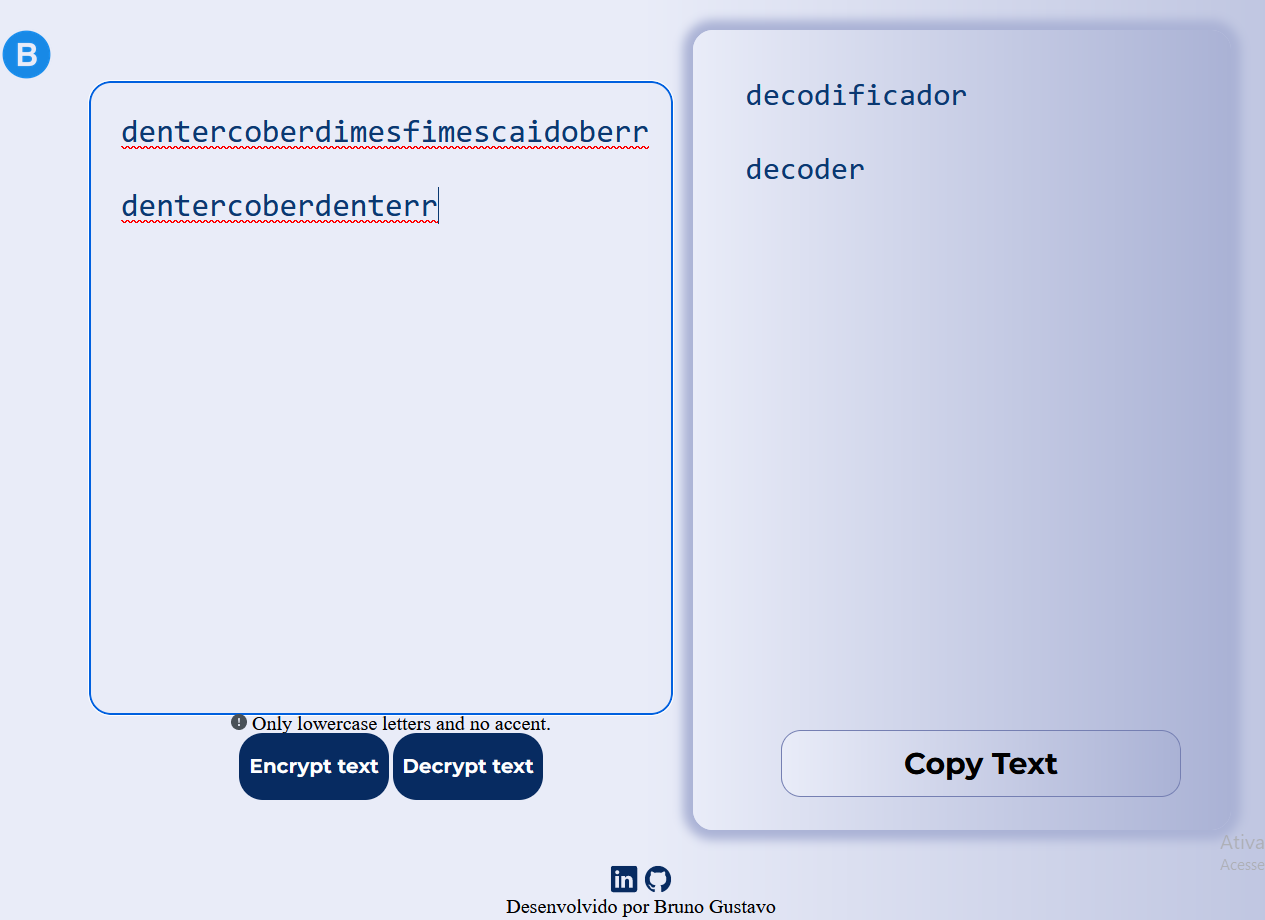 B
dentercoberdimesfimescaidoberr
dentercoberdenterr
Only lowercase letters and no accent.
Encrypt text
Decrypt text
decodificador
decoder
Copy Text
Ativa
Acesse
in
Desenvolvido por Bruno Gustavo